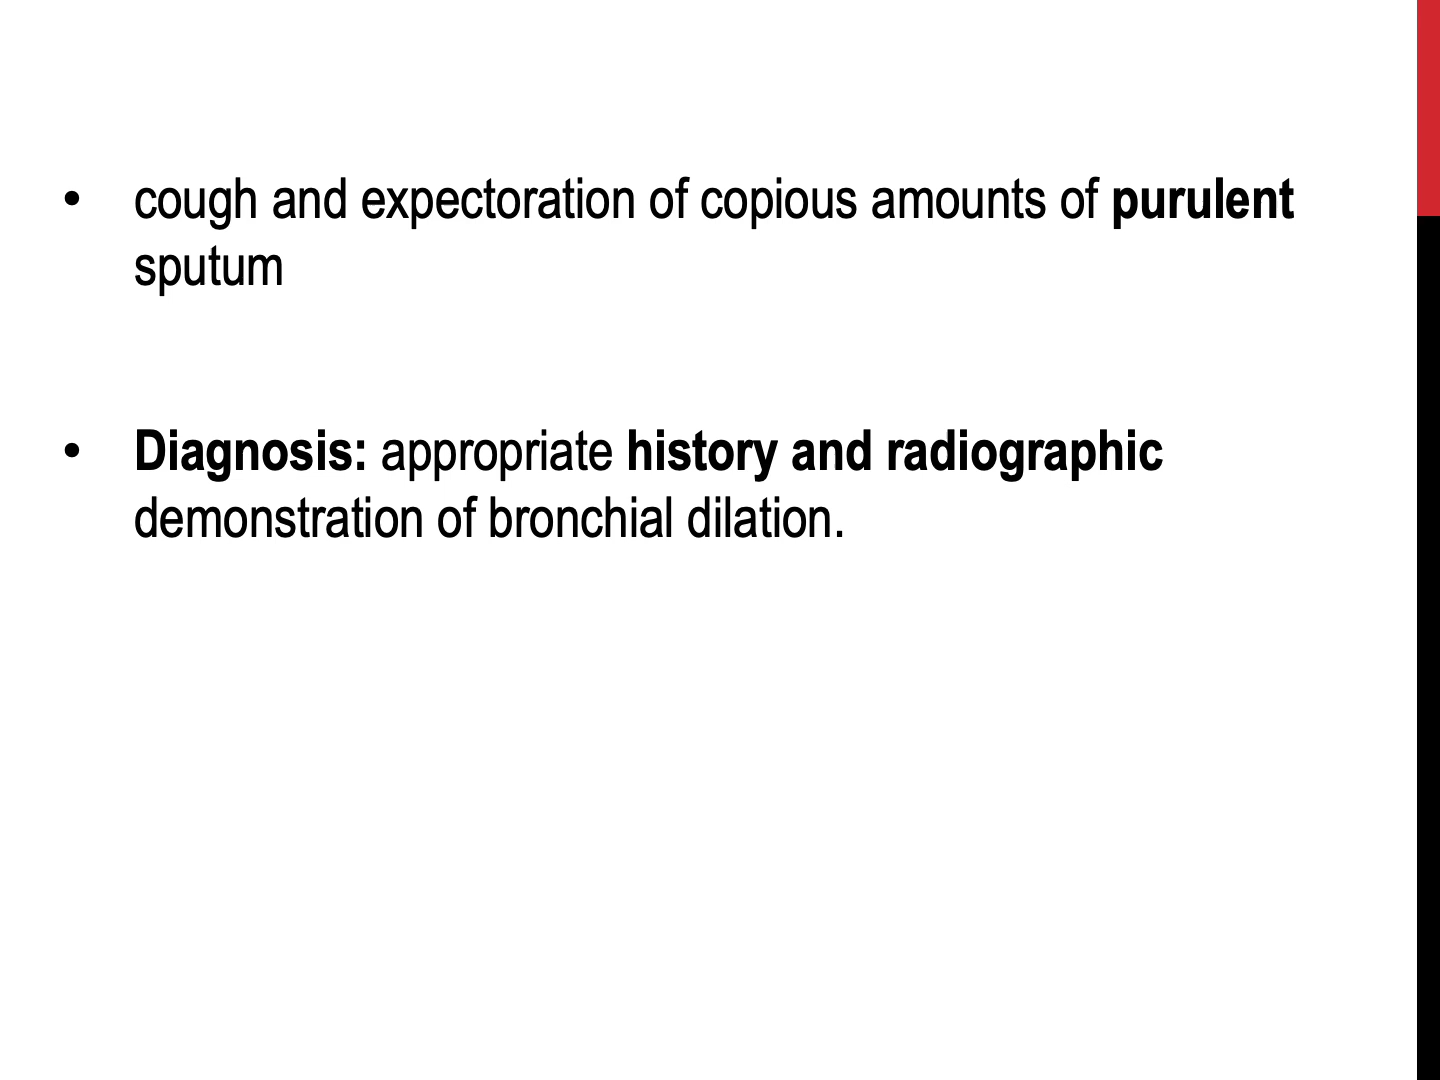 • cough and expectoration of copious amounts of purulent
sputum
• Diagnosis: appropriate history and radiographic
demonstration of bronchial dilation.